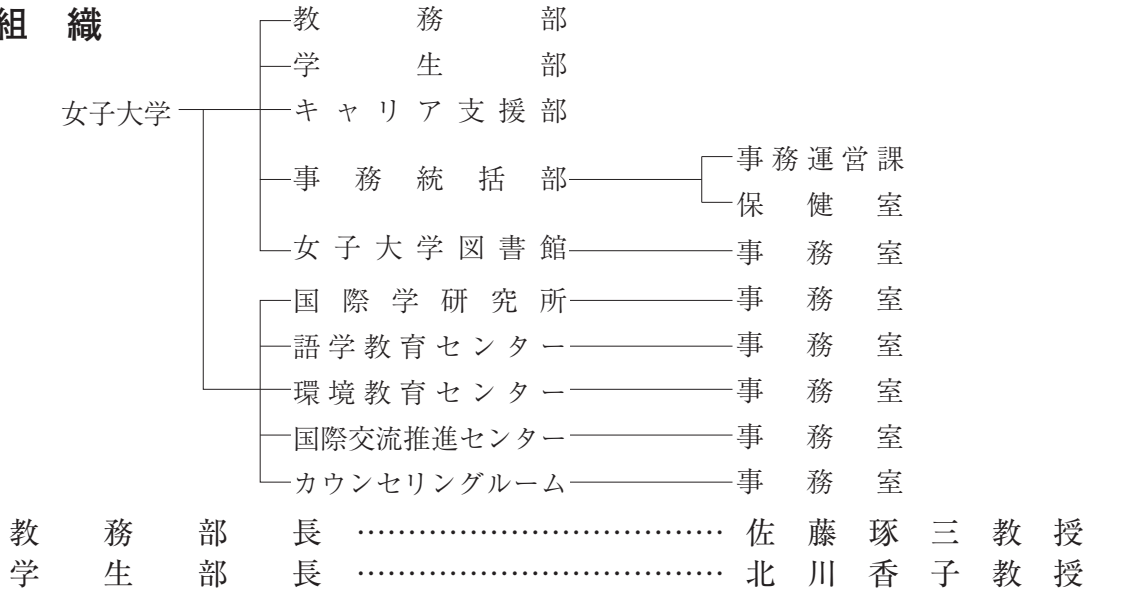 組織
教務部
学生部
女子大学 キャリア支援部
事務運営課
事務統括部
保健室
女子大学図書館 事務室
国際学研究所 事務室
語学教育センター 事務室
環境教育センター 事務室
国際交流推進センター 事務室
カウンセリングルーム 事務室
教務部長 ……………………………… 佐藤琢三教授
学生部長 ……………………………… 北川香子教授